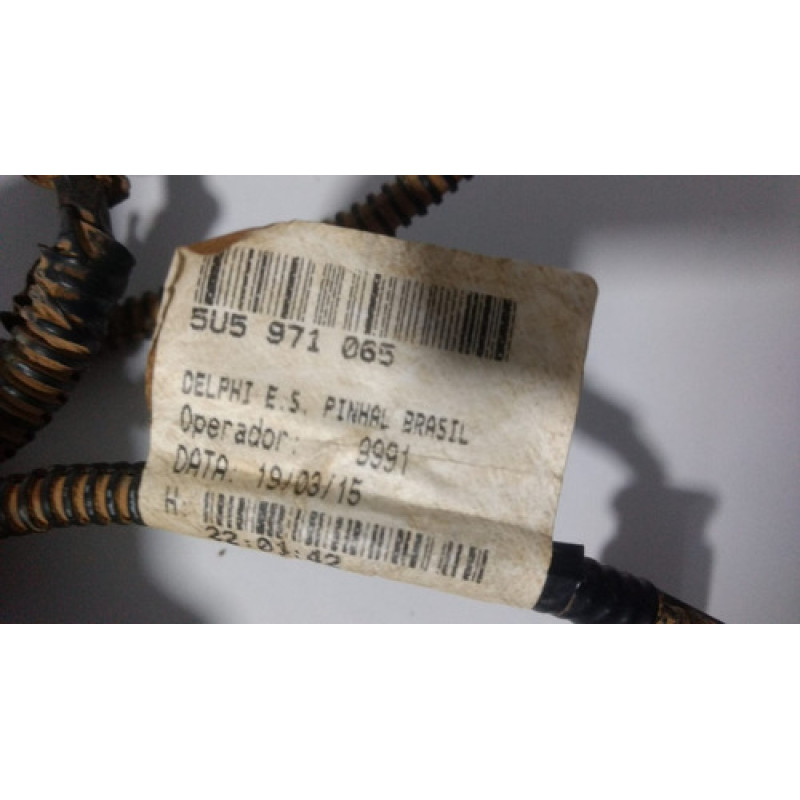 5U5 971 065
DELPHI E.S. PINHAL BRASIL
Operador: 9991
DATA: 19/03/15
H:
22:01:42